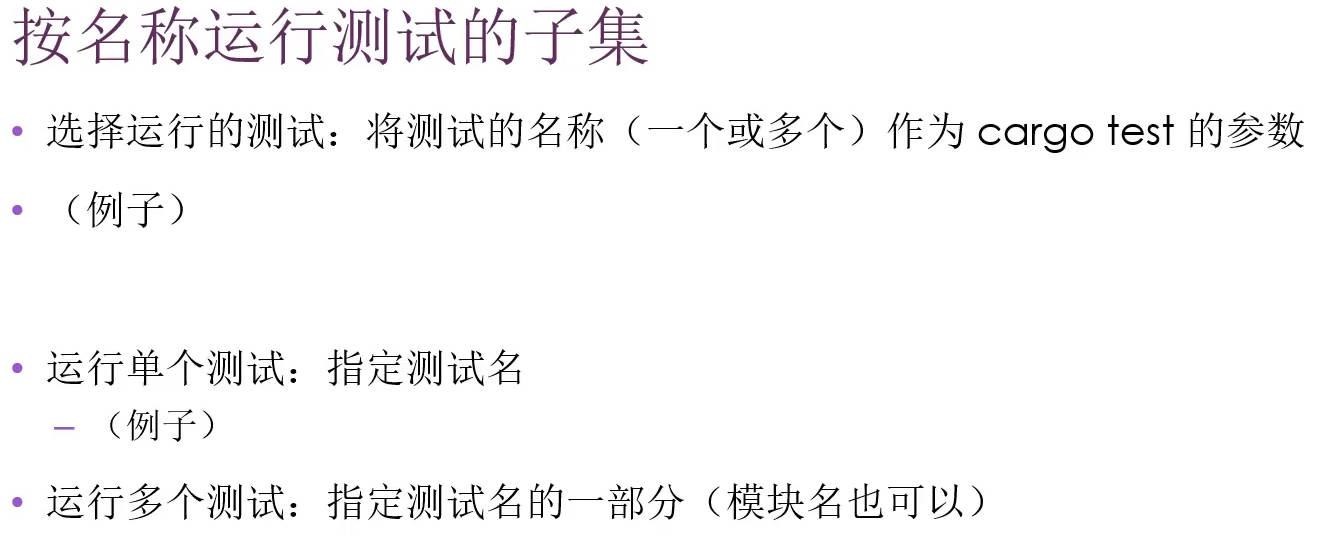 按名称运行测试的子集
• 选择运行的测试：将测试的名称（一个或多个）作为 cargo test 的参数
• （例子）
• 运行单个测试：指定测试名
– （例子）
• 运行多个测试：指定测试名的一部分（模块名也可以）